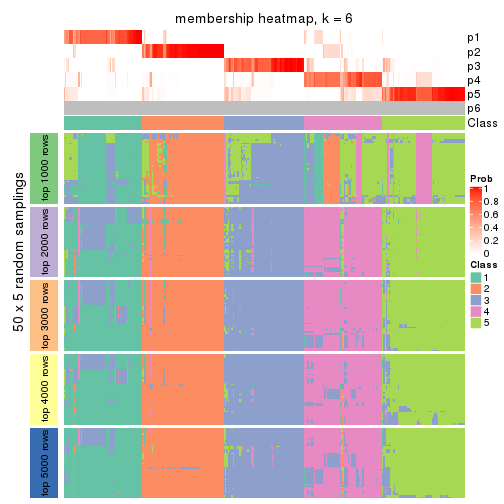 membership heatmap, k = 6
p1
p2
p3
p4
p5
p6
Class
50 x 5 random samplings
top 1000 rows
top 2000 rows
top 3000 rows
top 4000 rows
top 5000 rows
Prob
1
0.8
0.6
0.4
0.2
0
Class
1
2
3
4
5